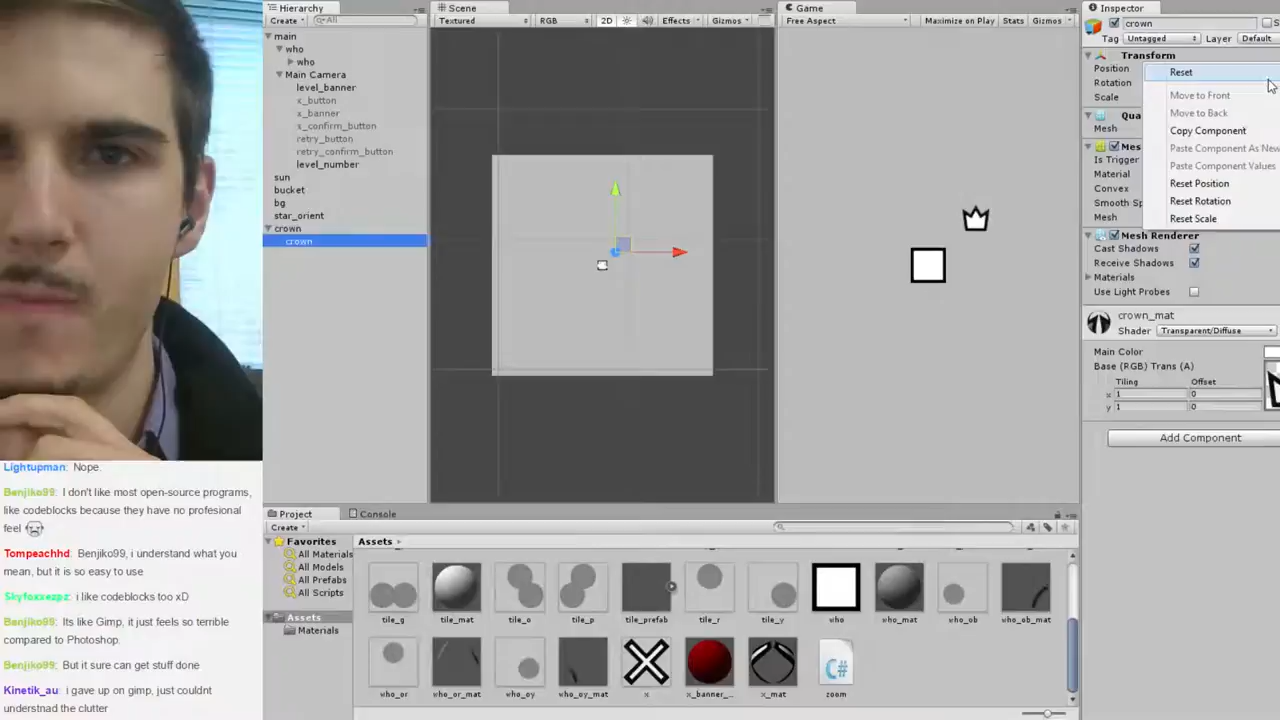 Hierarchy
Create
All
main
who
who
Main Camera
level_banner
x_button
x_banner
s_confirm_button
retry_button
retry_confirm_button
level_number
sun
bucket
bg
star_orient
crown
crown
Scene
Textured
RGB
2D
Effects
Gizmos
Game
Free Aspect
Maximize on Play
Stats
Gizmos
Inspector
crown
Tag
Untagged
Layer
Default
Transform
Position
Rotation
Scale
Qua
Mesh
Mes
Is Trigger
Material
Convex
Smooth Sp
Mesh
Reset
Move to Front
Move to Back
Copy Component
Paste Component As New
Paste Component Values
Reset Position
Reset Rotation
Reset Scale
Mesh Renderer
Cast Shadows
Receive Shadows
Materials
Use Light Probes
crown_mat
Shader
Transparent/Diffuse
Main Color
Base (RGB) Trans (A)
Tiling
Offset
x 1 0
y 1 0
Add Component
Lightupman: Nope.
Benjiko99: I don't like most open-source programs,
like codeblocks because they have no profesional
feel
Tompeachhd: Benjiko99, i understand what you
mean, but it is so easy to use
Skyfoxxezpz: i like codeblocks too xD
Benjiko99: Its like Gimp, it just feels so terrible
compared to Photoshop.
Benjiko99: But it sure can get stuff done
Kinetik_au: i gave up on gimp, just couldnt
understnad the clutter
Project
Console
Create
Favorites
All Materials
All Models
All Prefabs
All Scripts
Assets
Materials
Assets
tile_g
tile_mat
tile_o
tile_p
tile_prefab
tile_r
tile_y
who
who_mat
who_ob
who_ob_mat
who_or
who_or_mat
who_oy
who_oy_mat
x
x_banner_...
x_mat
C#
zoom